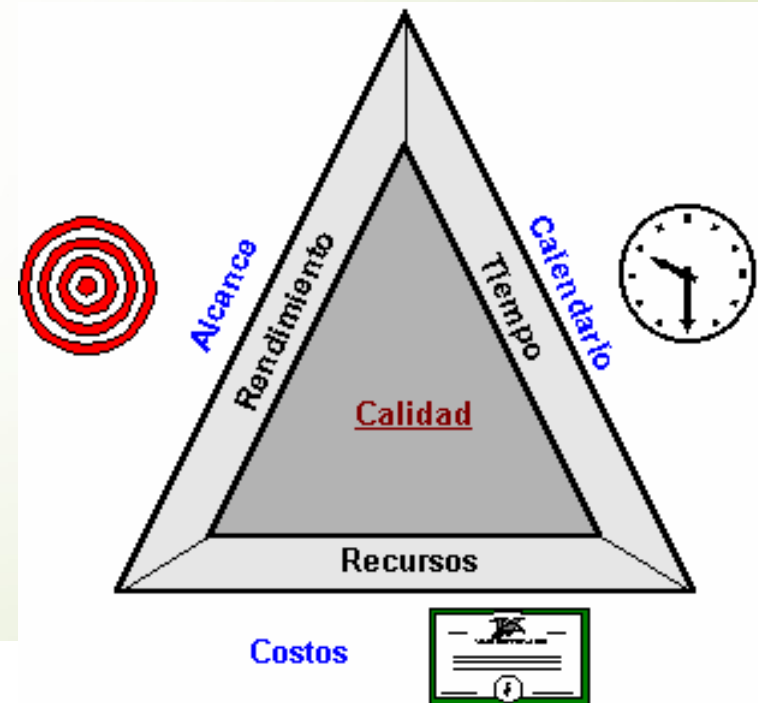 Alcance
Rendimiento
Tiempo
Calendario
Calidad
Recursos
Costos